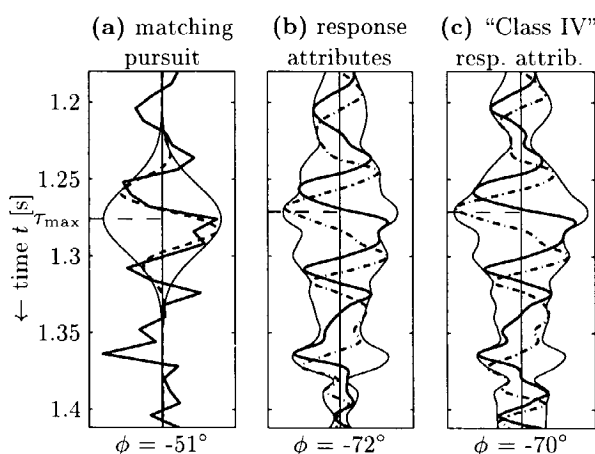 (a) matching pursuit
(b) response attributes
(c) “Class IV” resp. attrib.
← time t [s]
1.2
1.25
τmax
1.3
1.35
1.4
ϕ = -51°
ϕ = -72°
ϕ = -70°